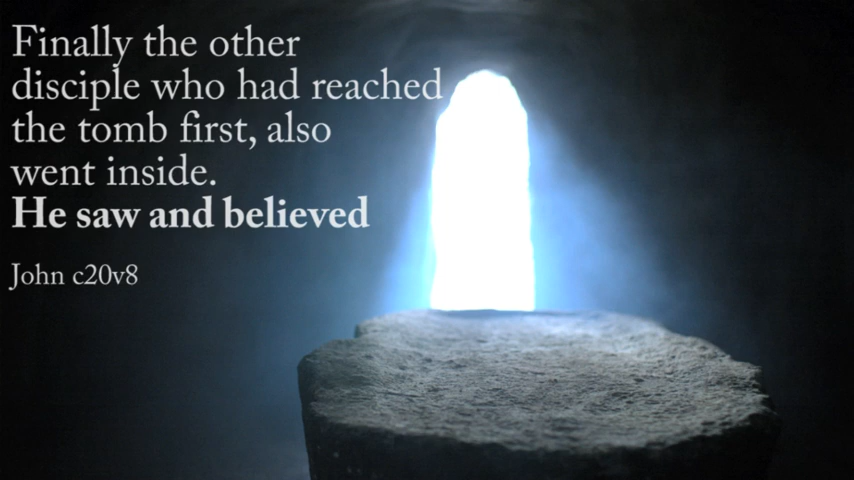 Finally the other
disciple who had reached
the tomb first, also
went inside.
He saw and believed
John c20v8